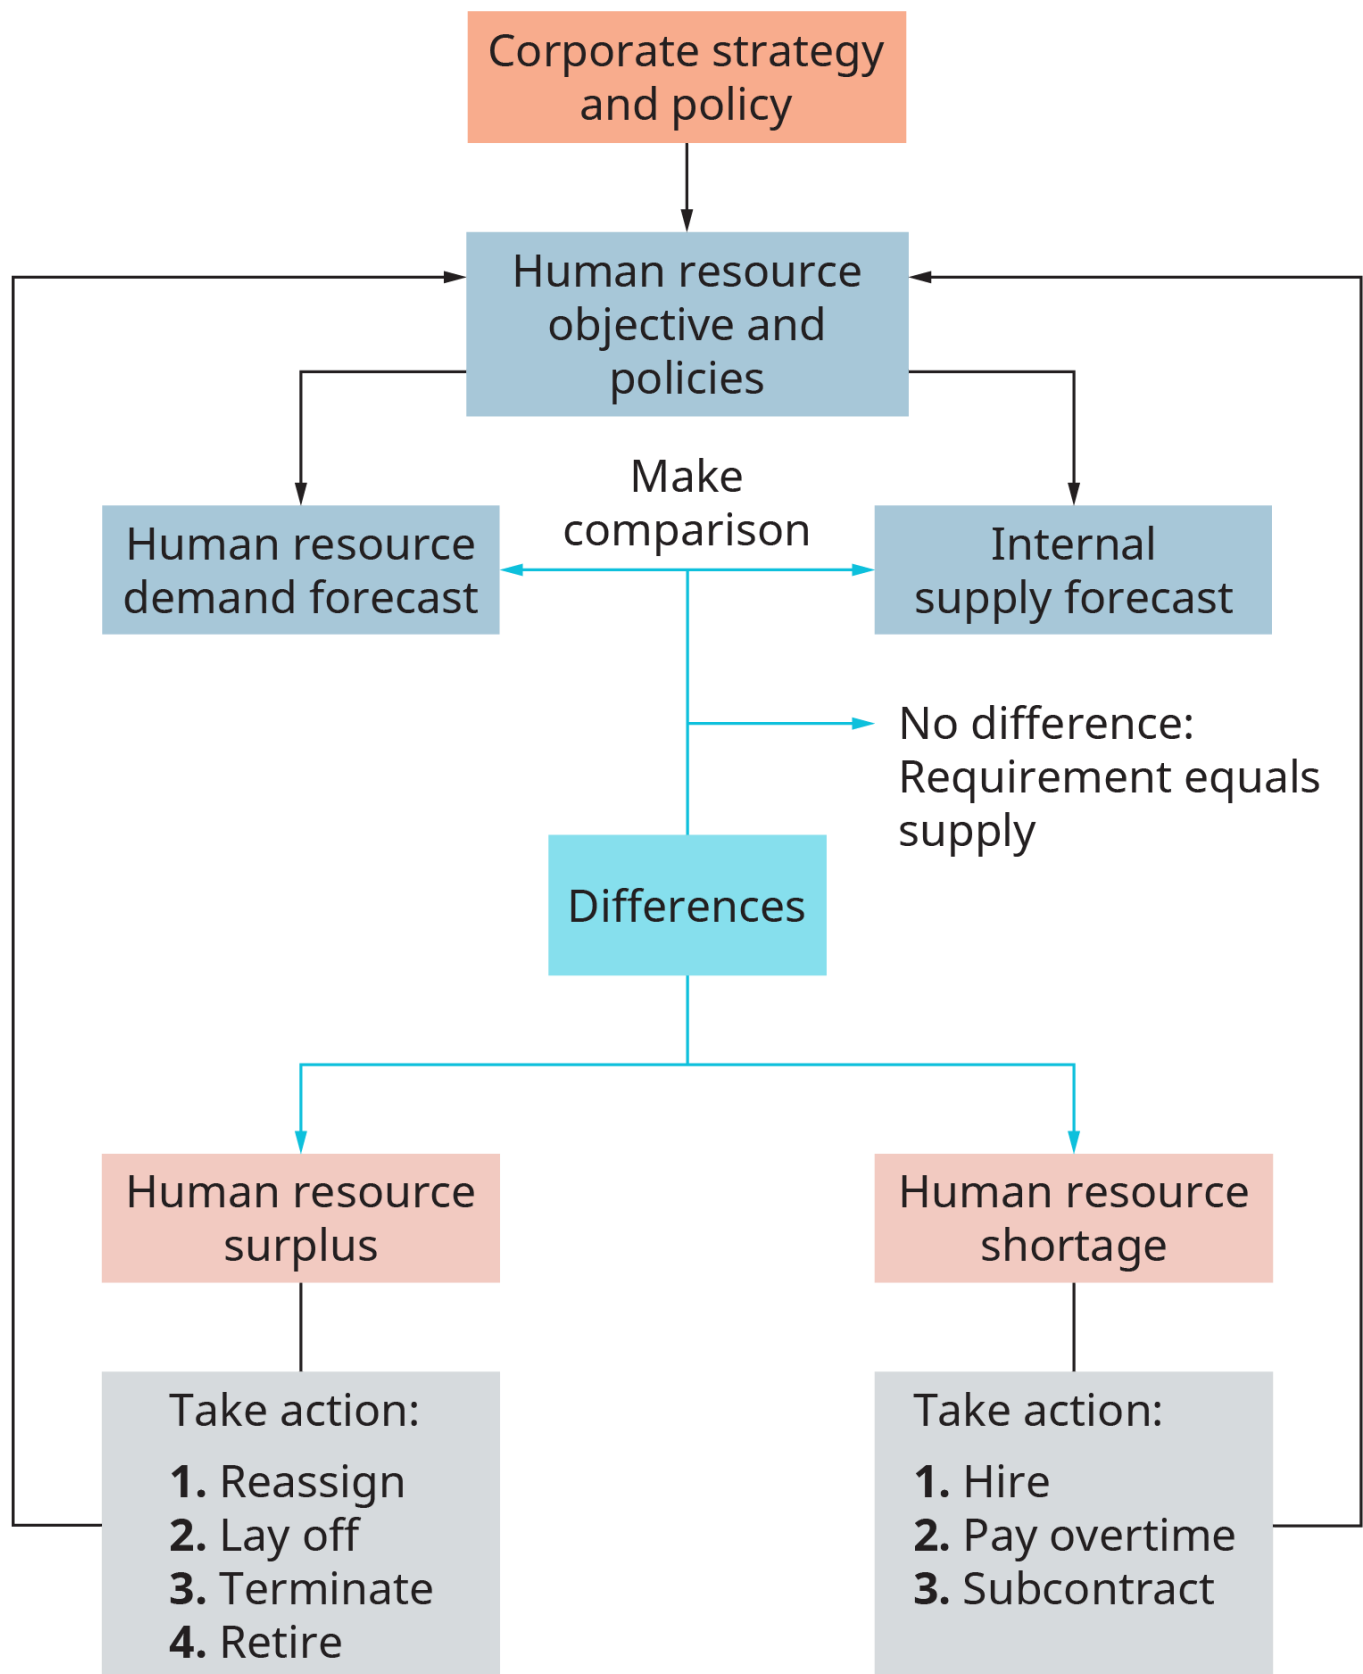 Corporate strategy
and policy
Human resource
objective and
policies
Make
comparison
Human resource
demand forecast
Internal
supply forecast
No difference:
Requirement equals
supply
Differences
Human resource
surplus
Human resource
shortage
Take action:
1. Reassign
2. Lay off
3. Terminate
4. Retire
Take action:
1. Hire
2. Pay overtime
3. Subcontract